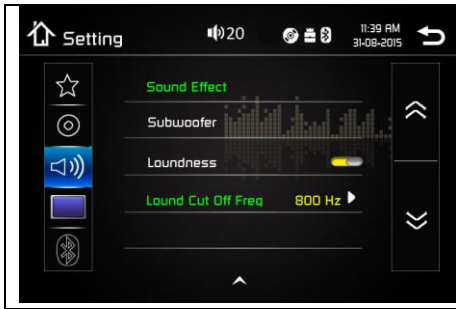 Setting
20
11:39 AM
31-08-2015
Sound Effect
Subwoofer
Loundness
Lound Cut Off Freq 800 Hz